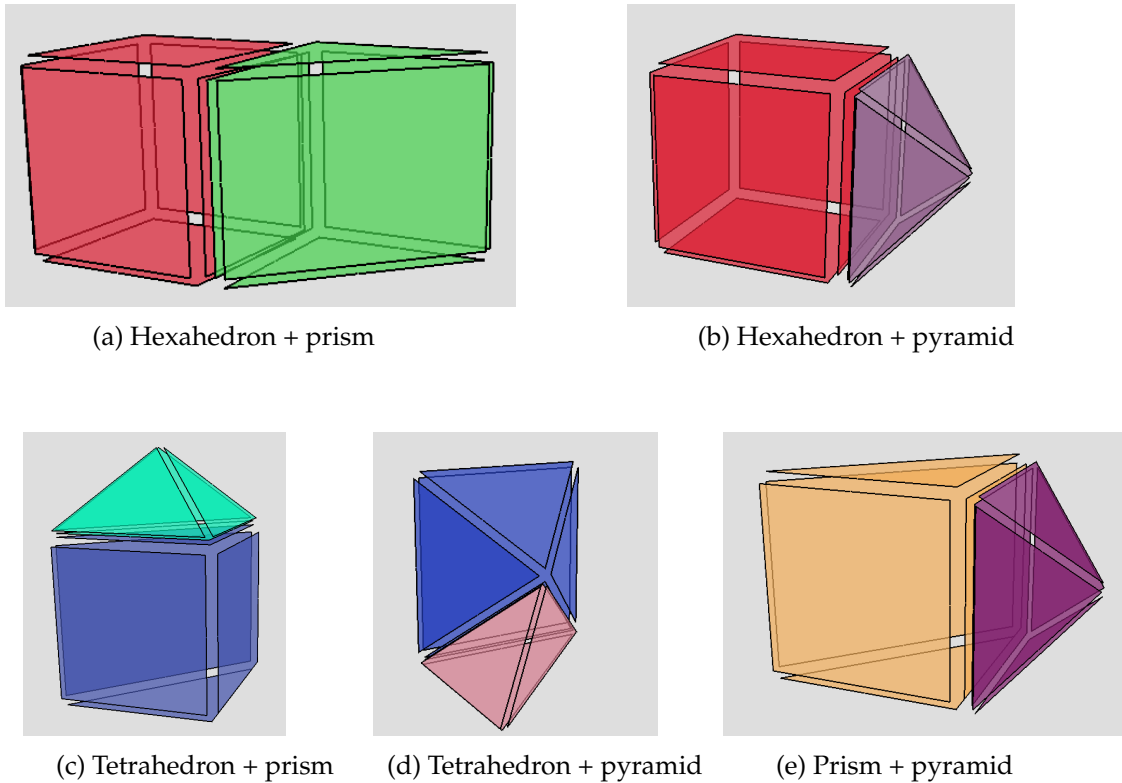 (a) Hexahedron + prism
(b) Hexahedron + pyramid
(c) Tetrahedron + prism
(d) Tetrahedron + pyramid
(e) Prism + pyramid